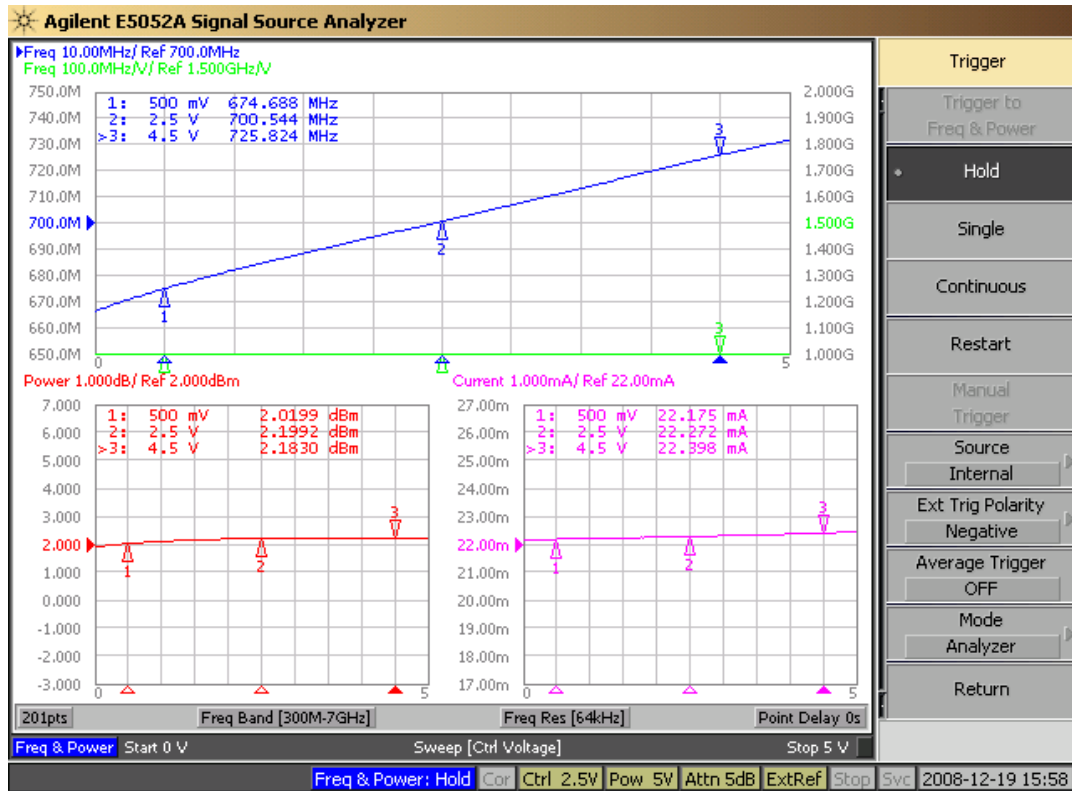 Agilent E5052A Signal Source Analyzer
Freq 10.00MHz/ Ref 700.0MHz
Freq 100.0MHz/V/ Ref 1.500GHz/V
750.0M
740.0M
730.0M
720.0M
710.0M
700.0M
690.0M
680.0M
670.0M
660.0M
650.0M
1: 500 mV 674.688 MHz
2: 2.5 V 700.544 MHz
>3: 4.5 V 725.824 MHz
1
2
3
3
0
5
2.000G
1.900G
1.800G
1.700G
1.600G
1.500G
1.400G
1.300G
1.200G
1.100G
1.000G
Power 1.000dB/ Ref 2.000dBm
7.000
6.000
5.000
4.000
3.000
2.000
1.000
0.000
-1.000
-2.000
-3.000
1: 500 mV 2.0199 dBm
2: 2.5 V 2.1992 dBm
>3: 4.5 V 2.1830 dBm
1
2
3
0
5
Current 1.000mA/ Ref 22.00mA
27.00m
26.00m
25.00m
24.00m
23.00m
22.00m
21.00m
20.00m
19.00m
18.00m
17.00m
1: 500 mV 22.175 mA
2: 2.5 V 22.272 mA
>3: 4.5 V 22.398 mA
1
2
3
0
5
201pts
Freq Band [300M-7GHz]
Freq Res [64kHz]
Point Delay 0s
Freq & Power Start 0 V
Sweep [Ctrl Voltage]
Stop 5 V
Trigger
Trigger to
Freq & Power
Hold
Single
Continuous
Restart
Manual
Trigger
Source
Internal
Ext Trig Polarity
Negative
Average Trigger
OFF
Mode
Analyzer
Return
Freq & Power: Hold Cor Ctrl 2.5V Pow 5V Attn 5dB ExtRef Stop Svc 2008-12-19 15:58